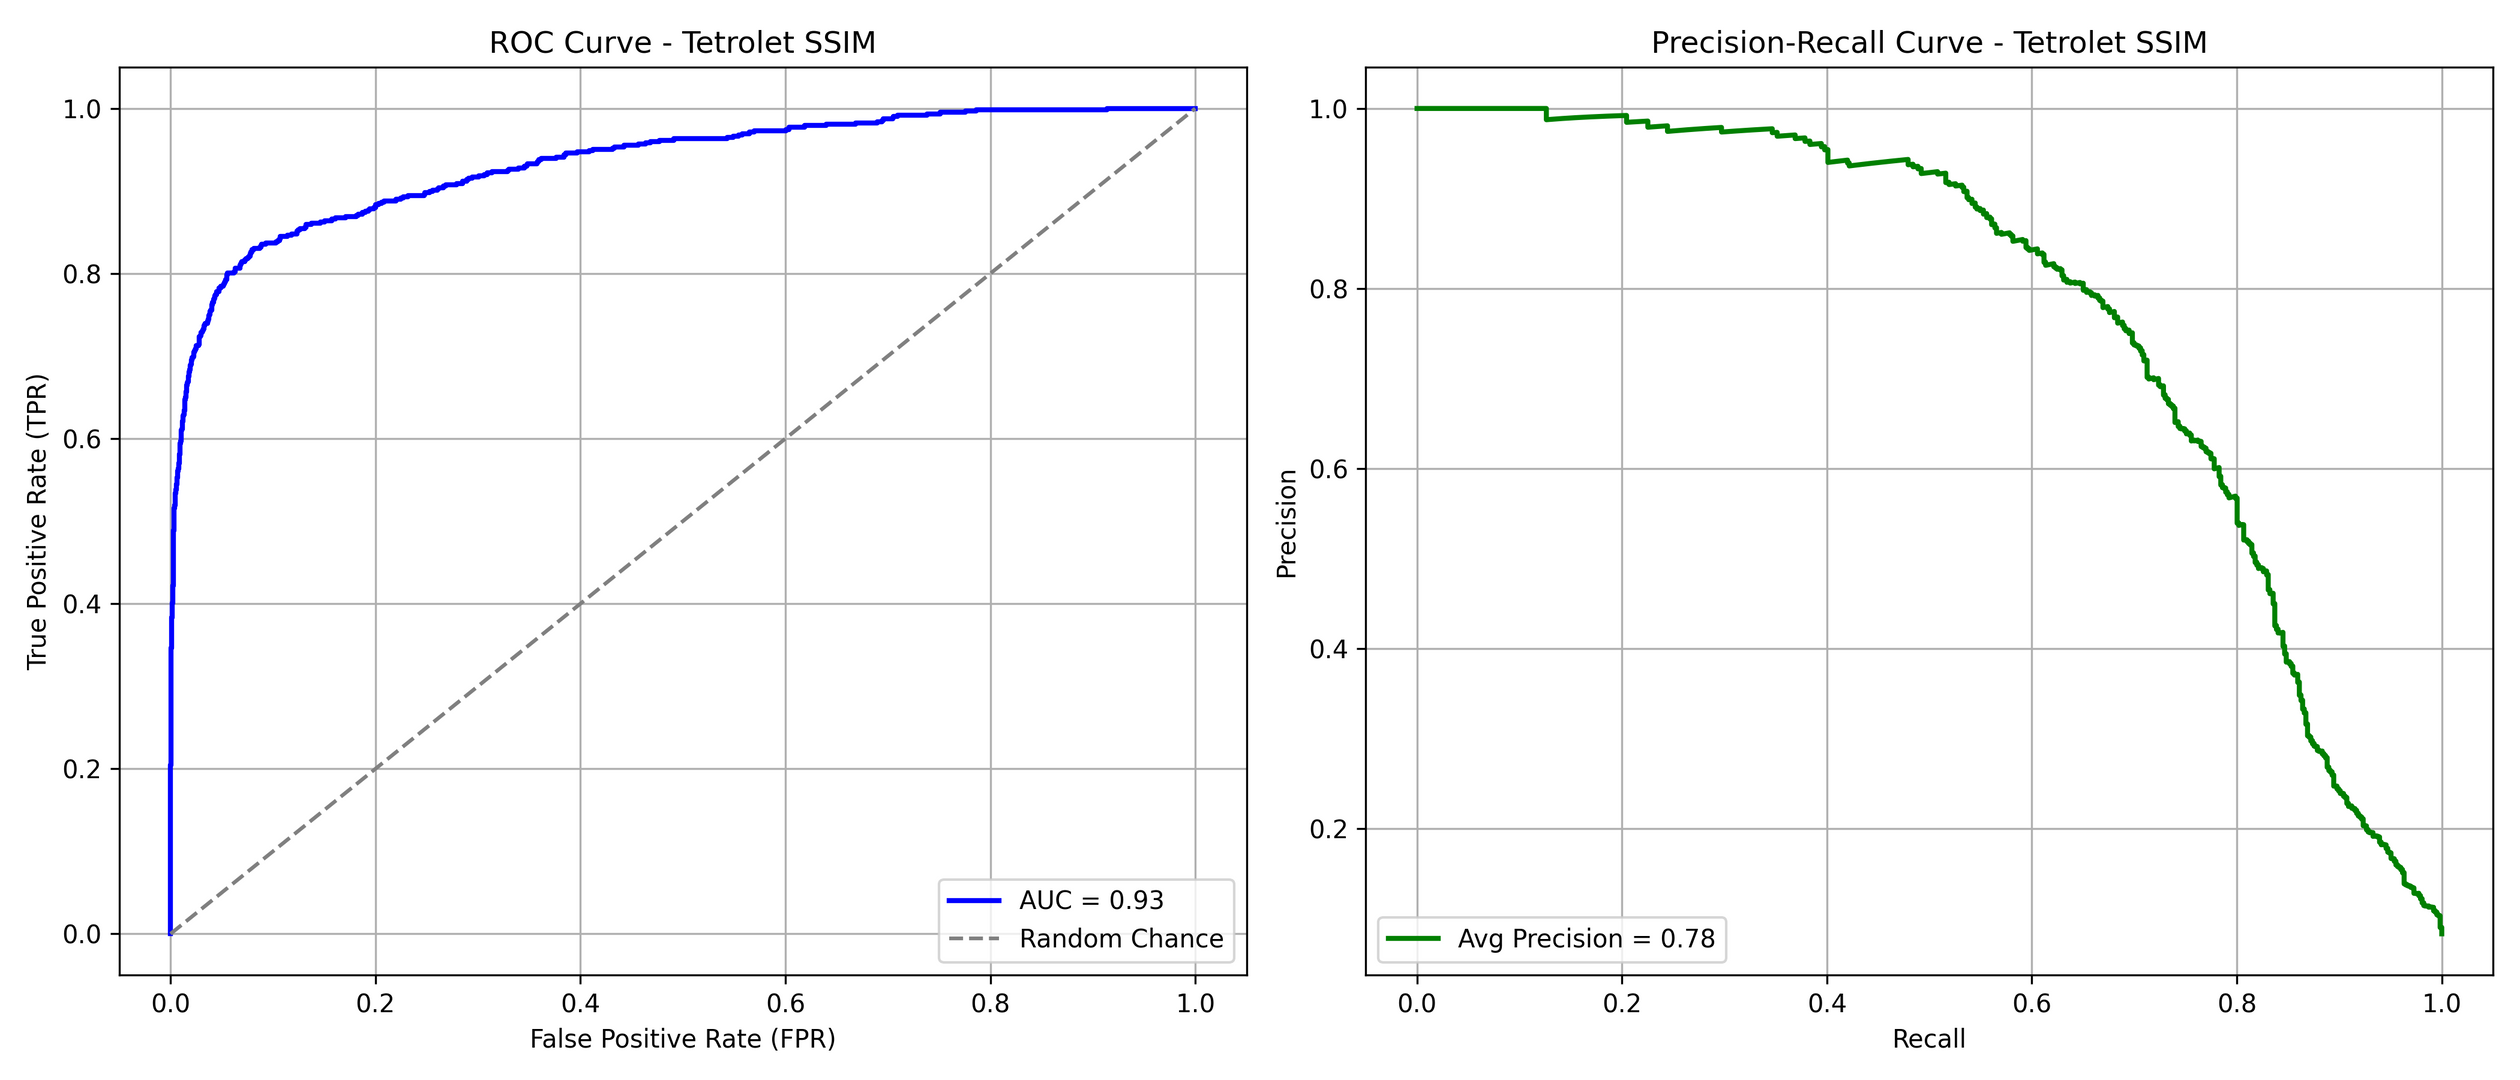 ROC Curve - Tetrolet SSIM
True Positive Rate (TPR)
1.0
0.8
0.6
0.4
0.2
0.0
0.0 0.2 0.4 0.6 0.8 1.0
False Positive Rate (FPR)
AUC = 0.93
Random Chance
Precision-Recall Curve - Tetrolet SSIM
Precision
1.0
0.8
0.6
0.4
0.2
0.0 0.2 0.4 0.6 0.8 1.0
Recall
Avg Precision = 0.78